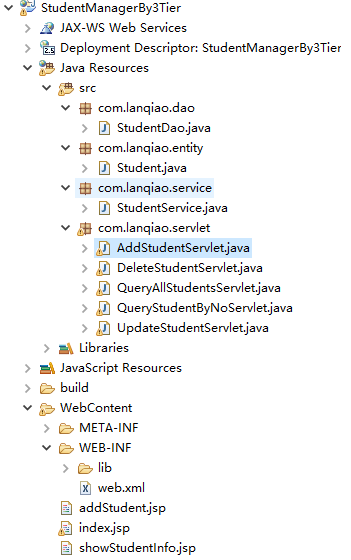 StudentManagerBy3Tier
JAX-WS Web Services
Deployment Descriptor: StudentManagerBy3Tier
Java Resources
src
com.lanqiao.dao
StudentDao.java
com.lanqiao.entity
Student.java
com.lanqiao.service
StudentService.java
com.lanqiao.servlet
AddStudentServlet.java
DeleteStudentServlet.java
QueryAllStudentsServlet.java
QueryStudentByNoServlet.java
UpdateStudentServlet.java
Libraries
JavaScript Resources
build
WebContent
META-INF
WEB-INF
lib
web.xml
addStudent.jsp
index.jsp
showStudentInfo.jsp